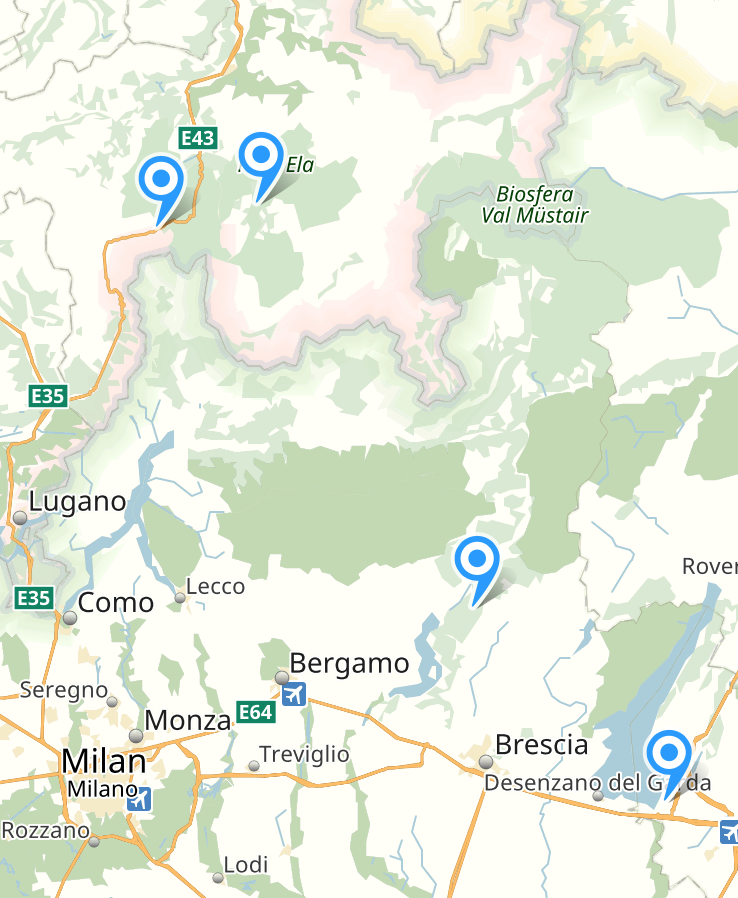 E43
Ela
Biosfera
Val Müstair
E35
Lugano
Lecco
Rover
E35
Como
Bergamo
Seregno
E64
Monza
Brescia
Treviglio
Milan
Desenzano del Garda
Milano
Rozzano
Lodi